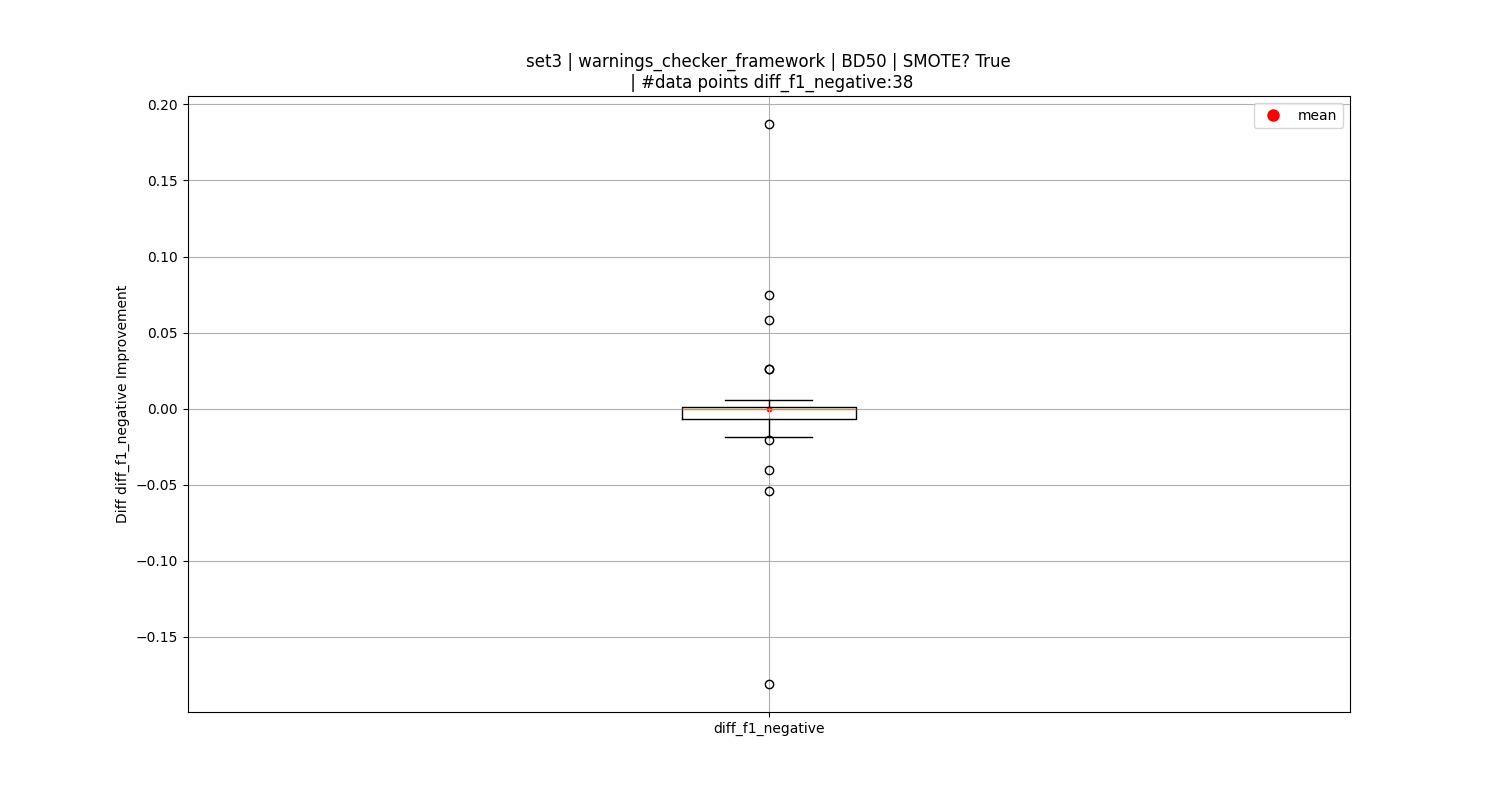 set3 | warnings_checker_framework | BD50 | SMOTE? True
| #data points diff_f1_negative:38
mean
0.20
0.15
0.10
0.05
0.00
−0.05
−0.10
−0.15
Diff diff_f1_negative Improvement
diff_f1_negative